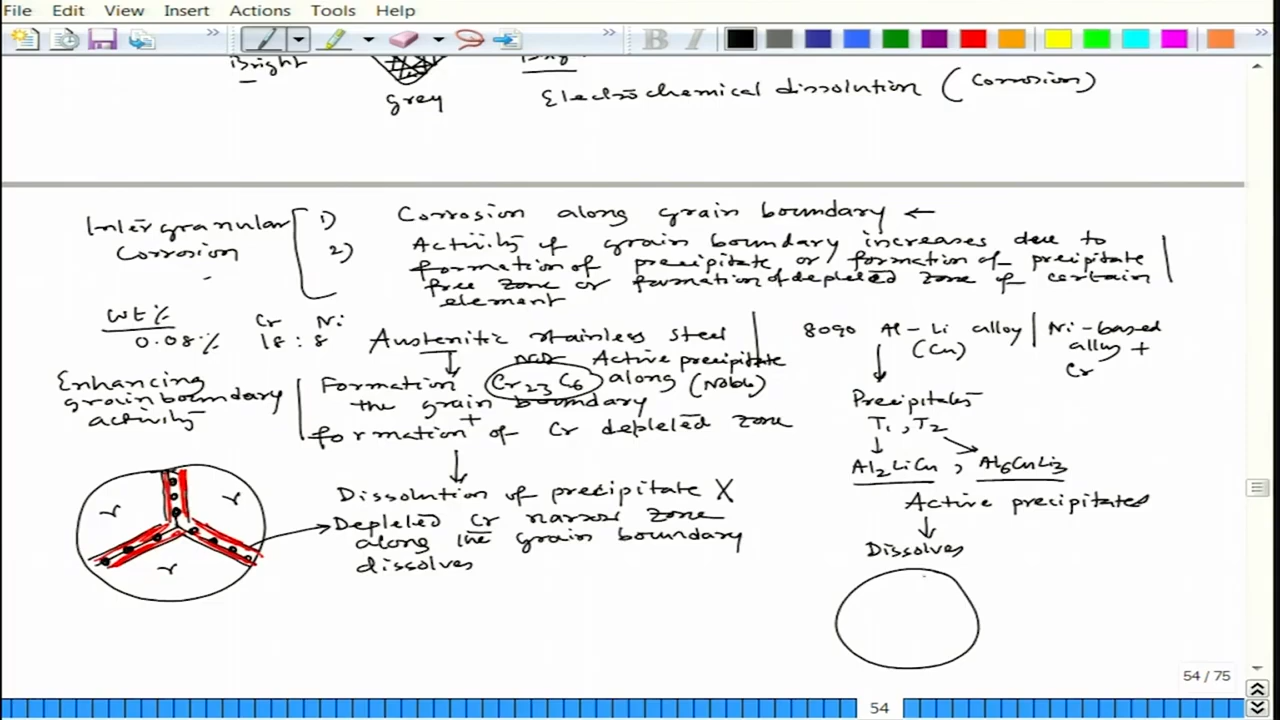 File Edit View Insert Actions Tools Help
B I
Bright
grey
Electrochemical dissolution (Corrosion)
Intergranular Corrosion
1) Corrosion along grain boundary ←
2) Activity of grain boundary increases due to
formation of precipitate or/ formation of precipitate
free zone or formation of depleted zone of certain
element
Wt %
0.08%
Cr Ni
18 : 8
Austenitic stainless steel
Formation Cr23C6 along
Active precipitate
(Noble)
the grain boundary
+
formation of Cr depleted zone
Enhancing
grain boundary
activity
Dissolution of precipitate X
Depleted Cr narrow zone
along the grain boundary
dissolves
r r
r
8090 Al-Li alloy
(Cu)
Precipitates
T1, T2
Al2LiCu, Al6CuLi3
Active precipitates
Dissolves
Ni-based
alloy +
Cr
54 / 75
54